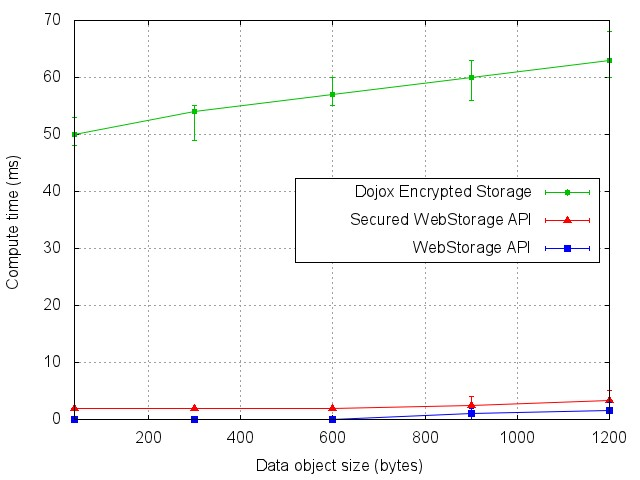 70
60
50
40
30
20
10
0
Compute time (ms)
Dojox Encrypted Storage
Secured WebStorage API
WebStorage API
200
400
600
800
1000
1200
Data object size (bytes)